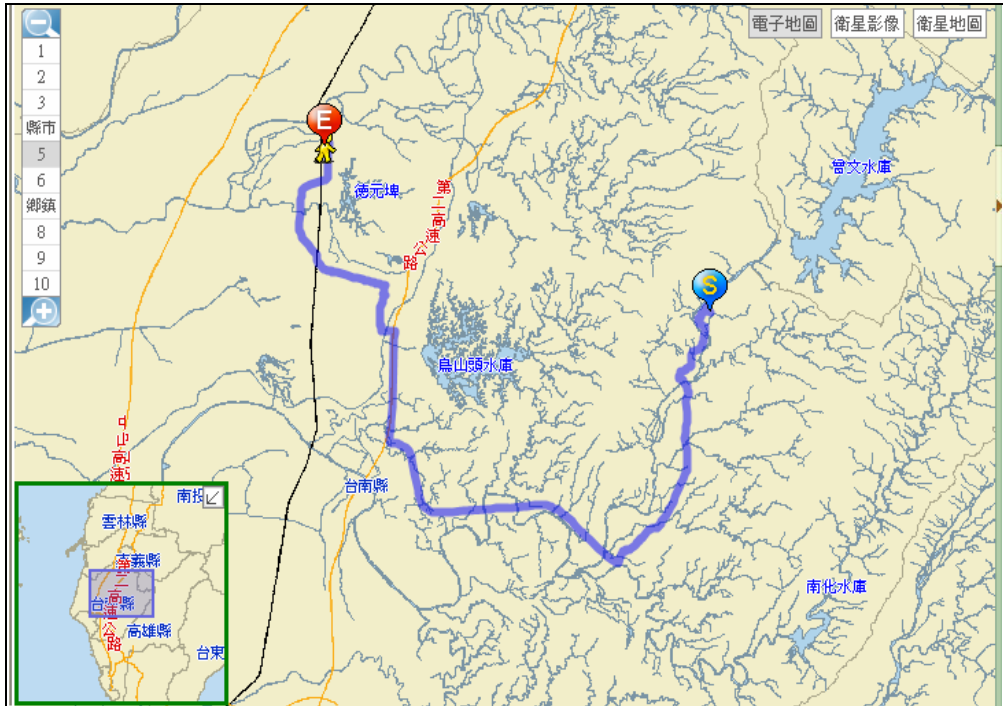 電子地圖
衛星影像
衛星地圖
1
2
3
縣市
5
6
鄉鎮
8
9
10
E
S
德元埤
曾文水庫
第二高速公路
烏山頭水庫
中山高速
台南縣
南化水庫
南投
雲林縣
嘉義縣
第二高速公路
台南縣
高雄縣
台東